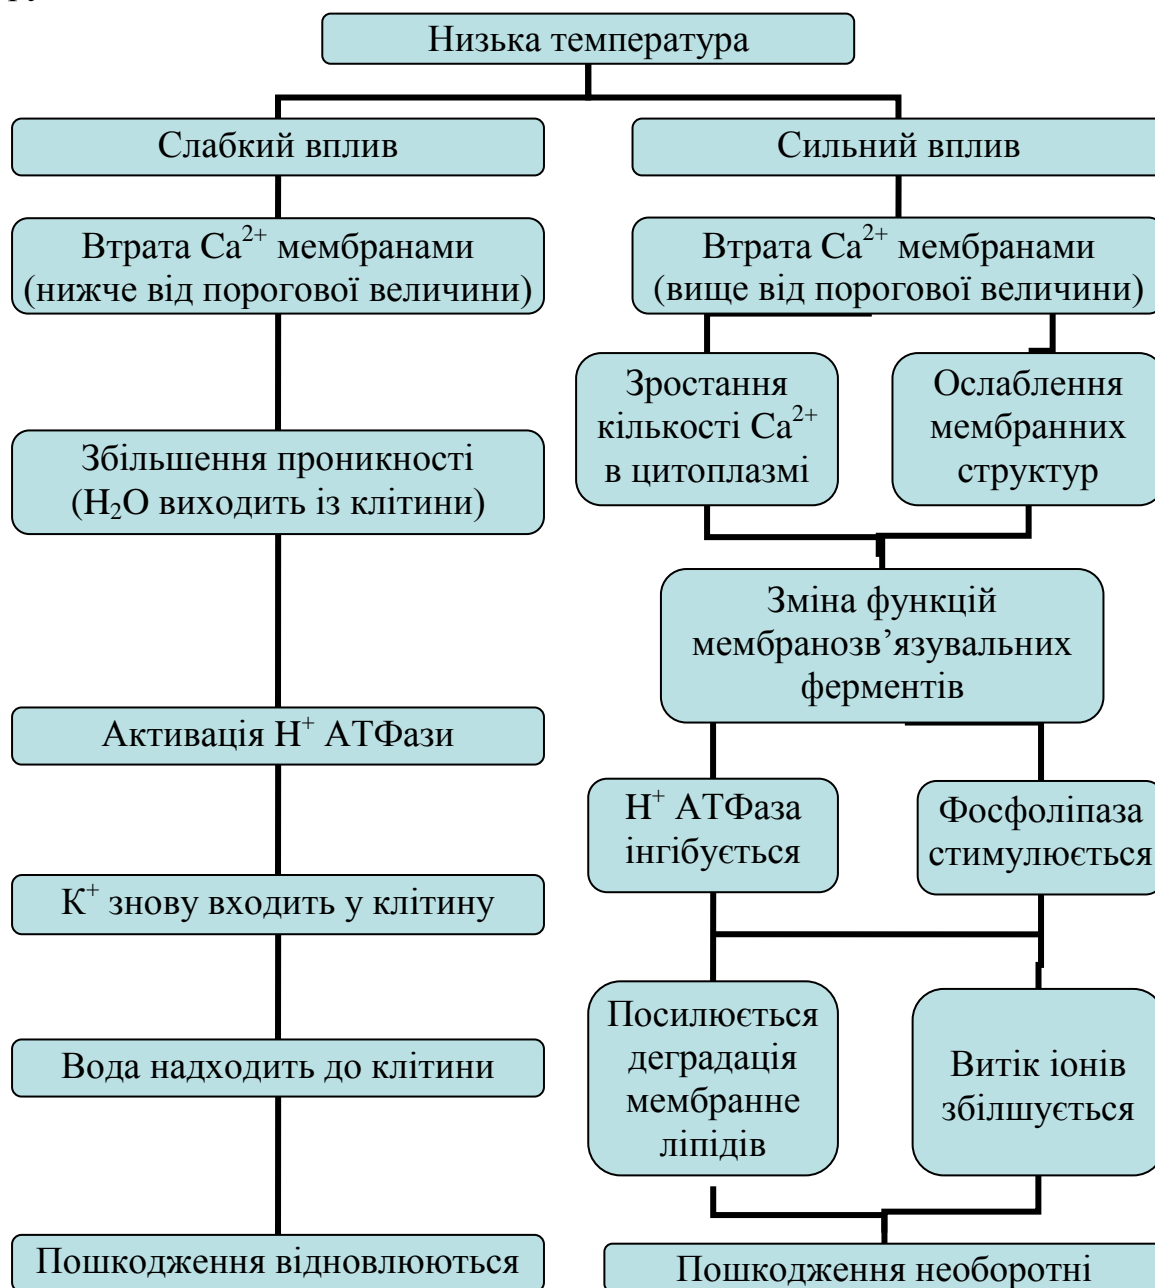 Низька температура
Слабкий вплив
Втрата Ca²⁺ мембранами
(нижче від порогової величини)
Збільшення проникності
(H₂O виходить із клітини)
Активація H⁺ АТФази
K⁺ знову входить у клітину
Вода надходить до клітини
Пошкодження відновлюються
Сильний вплив
Втрата Ca²⁺ мембранами
(вище від порогової величини)
Зростання
кількості Ca²⁺
в цитоплазмі
Ослаблення
мембранних
структур
Зміна функцій
мембранозв’язувальних
ферментів
H⁺ АТФаза
інгібується
Фосфоліпаза
стимулюється
Посилюється
деградація
мембранне
ліпідів
Витік іонів
збілшується
Пошкодження необоротні